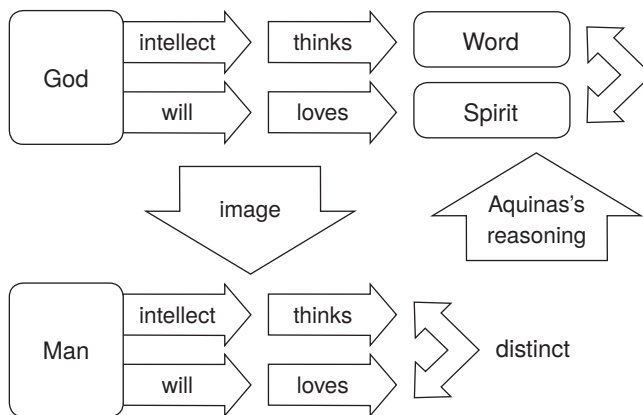 God
intellect
thinks
Word
will
loves
Spirit
image
Aquinas's
reasoning
Man
intellect
thinks
will
loves
distinct